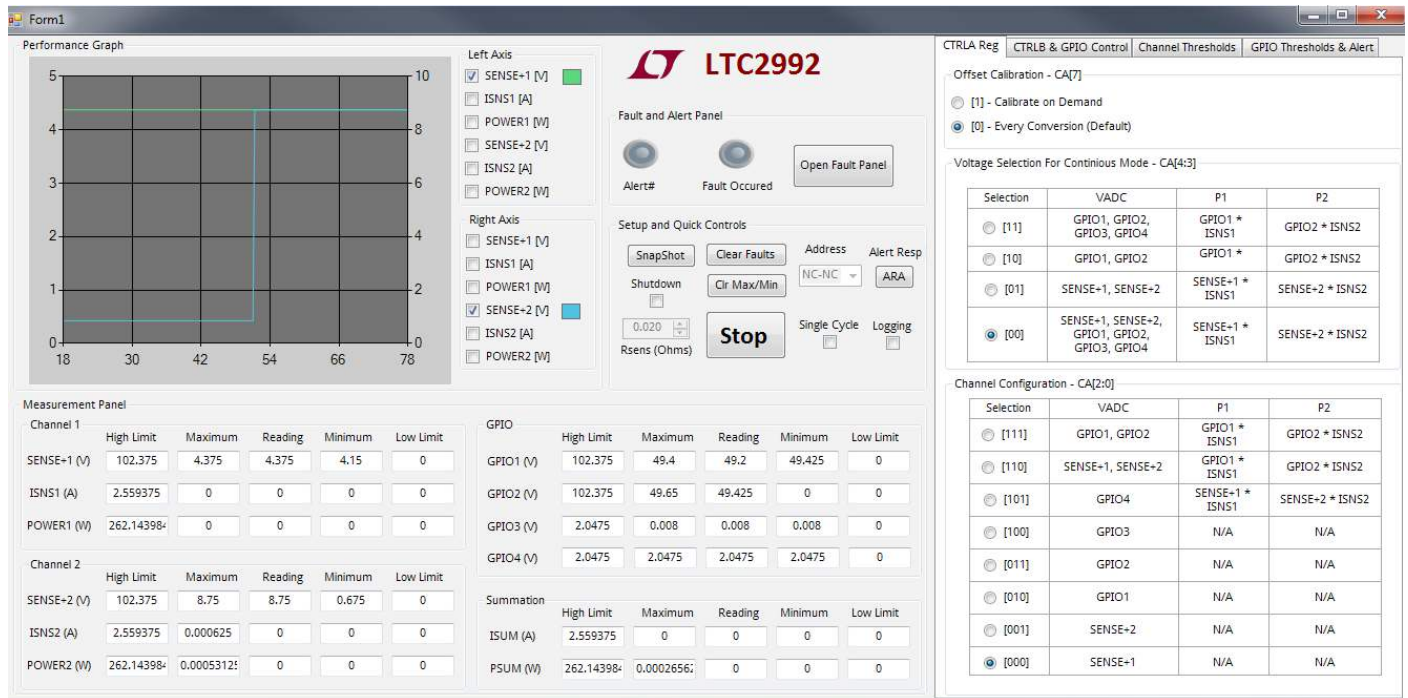 Form1
Performance Graph
5
4
3
2
1
0
10
8
6
4
2
0
18 30 42 54 66 78
Left Axis
SENSE+1 [V]
ISNS1 [A]
POWER1 [W]
SENSE+2 [V]
ISNS2 [A]
POWER2 [W]
Right Axis
SENSE+1 [V]
ISNS1 [A]
POWER1 [W]
SENSE+2 [V]
ISNS2 [A]
POWER2 [W]
LTC2992
Fault and Alert Panel
Alert# Fault Occured Open Fault Panel
Setup and Quick Controls
SnapShot Clear Faults Address Alert Resp
Shutdown Clr Max/Min NC-NC ARA
0.020 Stop Single Cycle Logging
Rsens (Ohms)
Measurement Panel
Channel 1
High Limit Maximum Reading Minimum Low Limit
SENSE+1 (V) 102.375 4.375 4.375 4.15 0
ISNS1 (A) 2.559375 0 0 0 0
POWER1 (W) 262.14398 0 0 0 0
Channel 2
High Limit Maximum Reading Minimum Low Limit
SENSE+2 (V) 102.375 8.75 8.75 0.675 0
ISNS2 (A) 2.559375 0.000625 0 0 0
POWER2 (W) 262.14398 0.0005312 0 0 0
GPIO
High Limit Maximum Reading Minimum Low Limit
GPIO1 (V) 102.375 49.4 49.2 49.425 0
GPIO2 (V) 102.375 49.65 49.425 0 0
GPIO3 (V) 2.0475 0.008 0.008 0.008 0
GPIO4 (V) 2.0475 2.0475 2.0475 2.0475 0
Summation
High Limit Maximum Reading Minimum Low Limit
ISUM (A) 2.559375 0 0 0 0
PSUM (W) 262.14398 0.0002656 0 0 0
CTRLA Reg CTRLB & GPIO Control Channel Thresholds GPIO Thresholds & Alert
Offset Calibration - CA[7]
[1] - Calibrate on Demand
[0] - Every Conversion (Default)
Voltage Selection For Continious Mode - CA[4:3]
Selection VADC P1 P2
[11] GPIO1, GPIO2, GPIO3, GPIO4 GPIO1 * ISNS1 GPIO2 * ISNS2
[10] GPIO1, GPIO2 GPIO1 * GPIO2 * ISNS2
[01] SENSE+1, SENSE+2 SENSE+1 * ISNS1 SENSE+2 * ISNS2
[00] SENSE+1, SENSE+2, GPIO1, GPIO2, GPIO3, GPIO4 SENSE+1 * ISNS1 SENSE+2 * ISNS2
Channel Configuration - CA[2:0]
Selection VADC P1 P2
[111] GPIO1, GPIO2 GPIO1 * ISNS1 GPIO2 * ISNS2
[110] SENSE+1, SENSE+2 GPIO1 * ISNS1 GPIO2 * ISNS2
[101] GPIO4 SENSE+1 * ISNS1 SENSE+2 * ISNS2
[100] GPIO3 N/A N/A
[011] GPIO2 N/A N/A
[010] GPIO1 N/A N/A
[001] SENSE+2 N/A N/A
[000] SENSE+1 N/A N/A